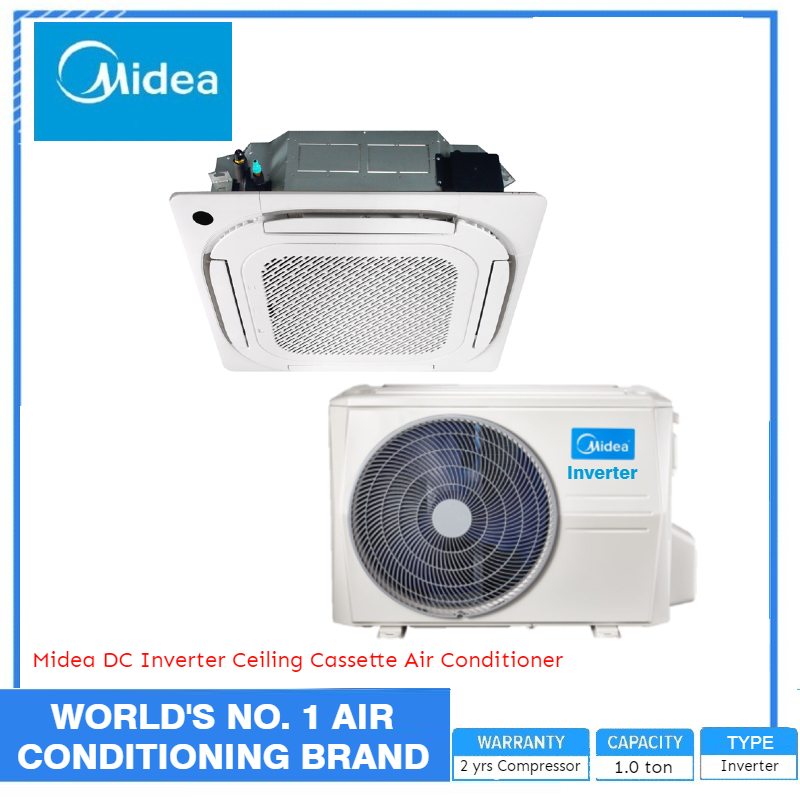 Midea
Midea
Inverter
Midea DC Inverter Ceiling Cassette Air Conditioner
WORLD'S NO. 1 AIR
CONDITIONING BRAND
WARRANTY
2 yrs Compressor
CAPACITY
1.0 ton
TYPE
Inverter